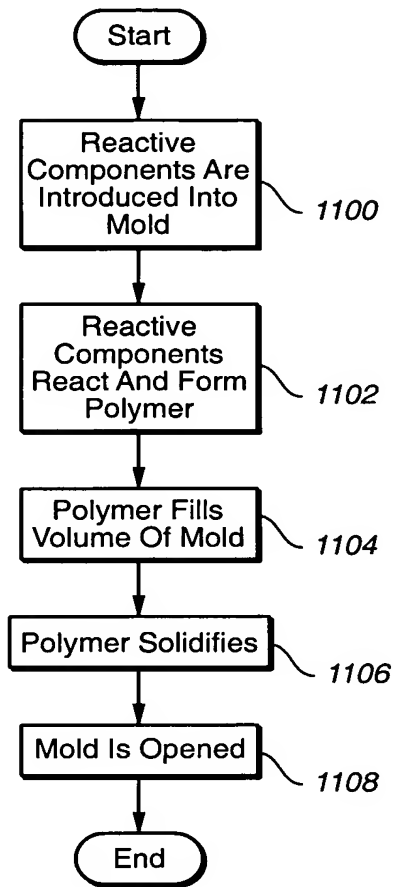 Start
Reactive
Components Are
Introduced Into
Mold
1100
Reactive
Components
React And Form
Polymer
1102
Polymer Fills
Volume Of Mold
1104
Polymer Solidifies
1106
Mold Is Opened
1108
End